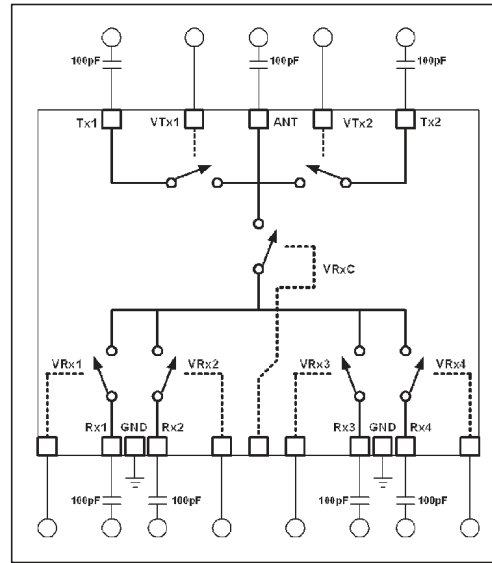 100pF 100pF 100pF
Tx1 VTx1 ANT VTx2 Tx2
VRxC
VRx1 VRx2 VRx3 VRx4
Rx1 GND Rx2 Rx3 GND Rx4
100pF 100pF 100pF 100pF